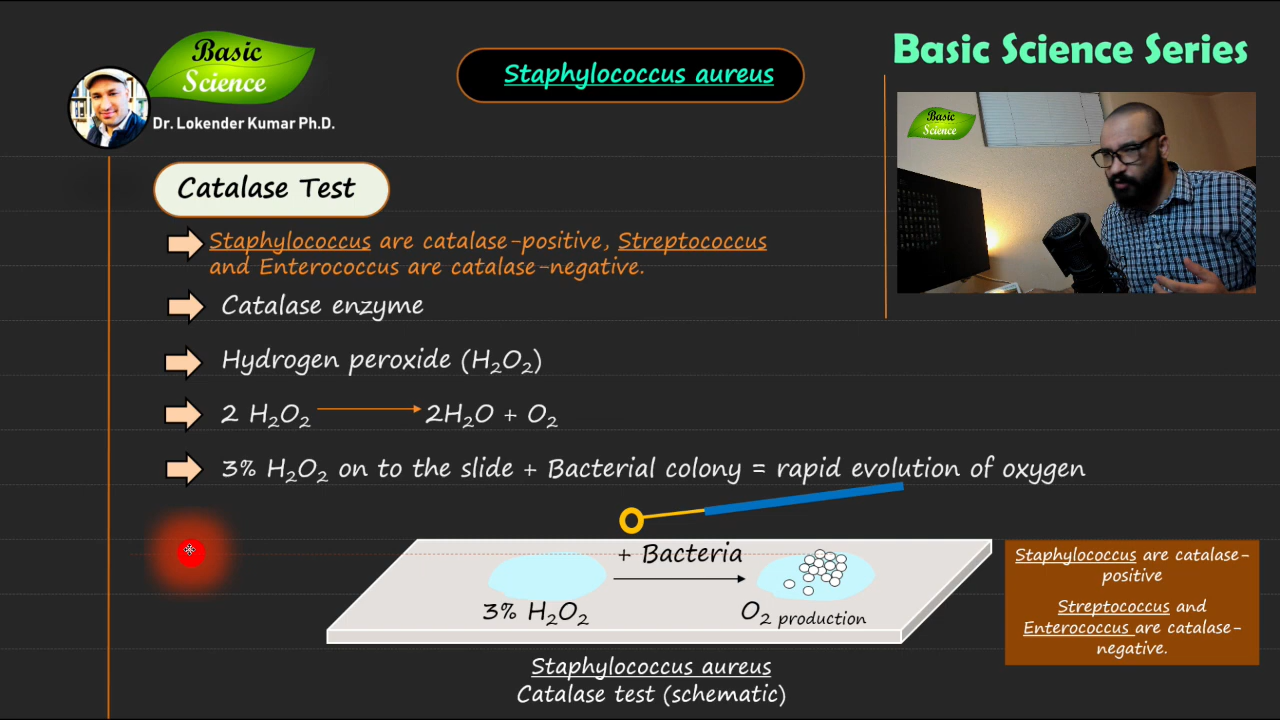 Basic
Science
Dr. Lokender Kumar Ph.D.
Staphylococcus aureus
Basic Science Series
Basic
Science
Catalase Test
Staphylococcus are catalase-positive, Streptococcus
and Enterococcus are catalase-negative.
Catalase enzyme
Hydrogen peroxide (H₂O₂)
2 H₂O₂ → 2H₂O + O₂
3% H₂O₂ on to the slide + Bacterial colony = rapid evolution of oxygen
+ Bacteria
3% H₂O₂
O₂ production
Staphylococcus aureus
Catalase test (schematic)
Staphylococcus are catalase-
positive
Streptococcus and
Enterococcus are catalase-
negative.